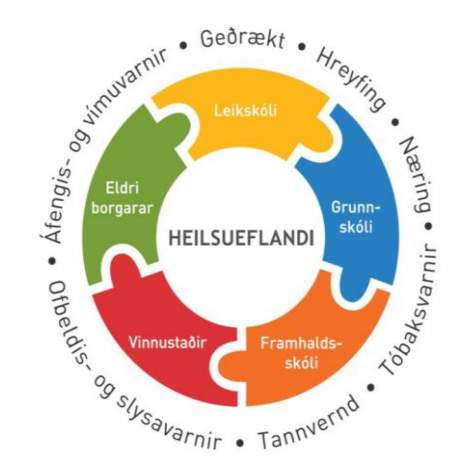 Geðrækt • Hreyfing • Næring • Tóbaksvarnir • Tannvernd • Ofbeldis- og slysavarnir • Áfengis- og vímuvarnir •
Leikskóli
Grunn-
skóli
Framhalds-
skóli
Vinnustaðir
Eldri
borgarar
HEILSUEFLANDI